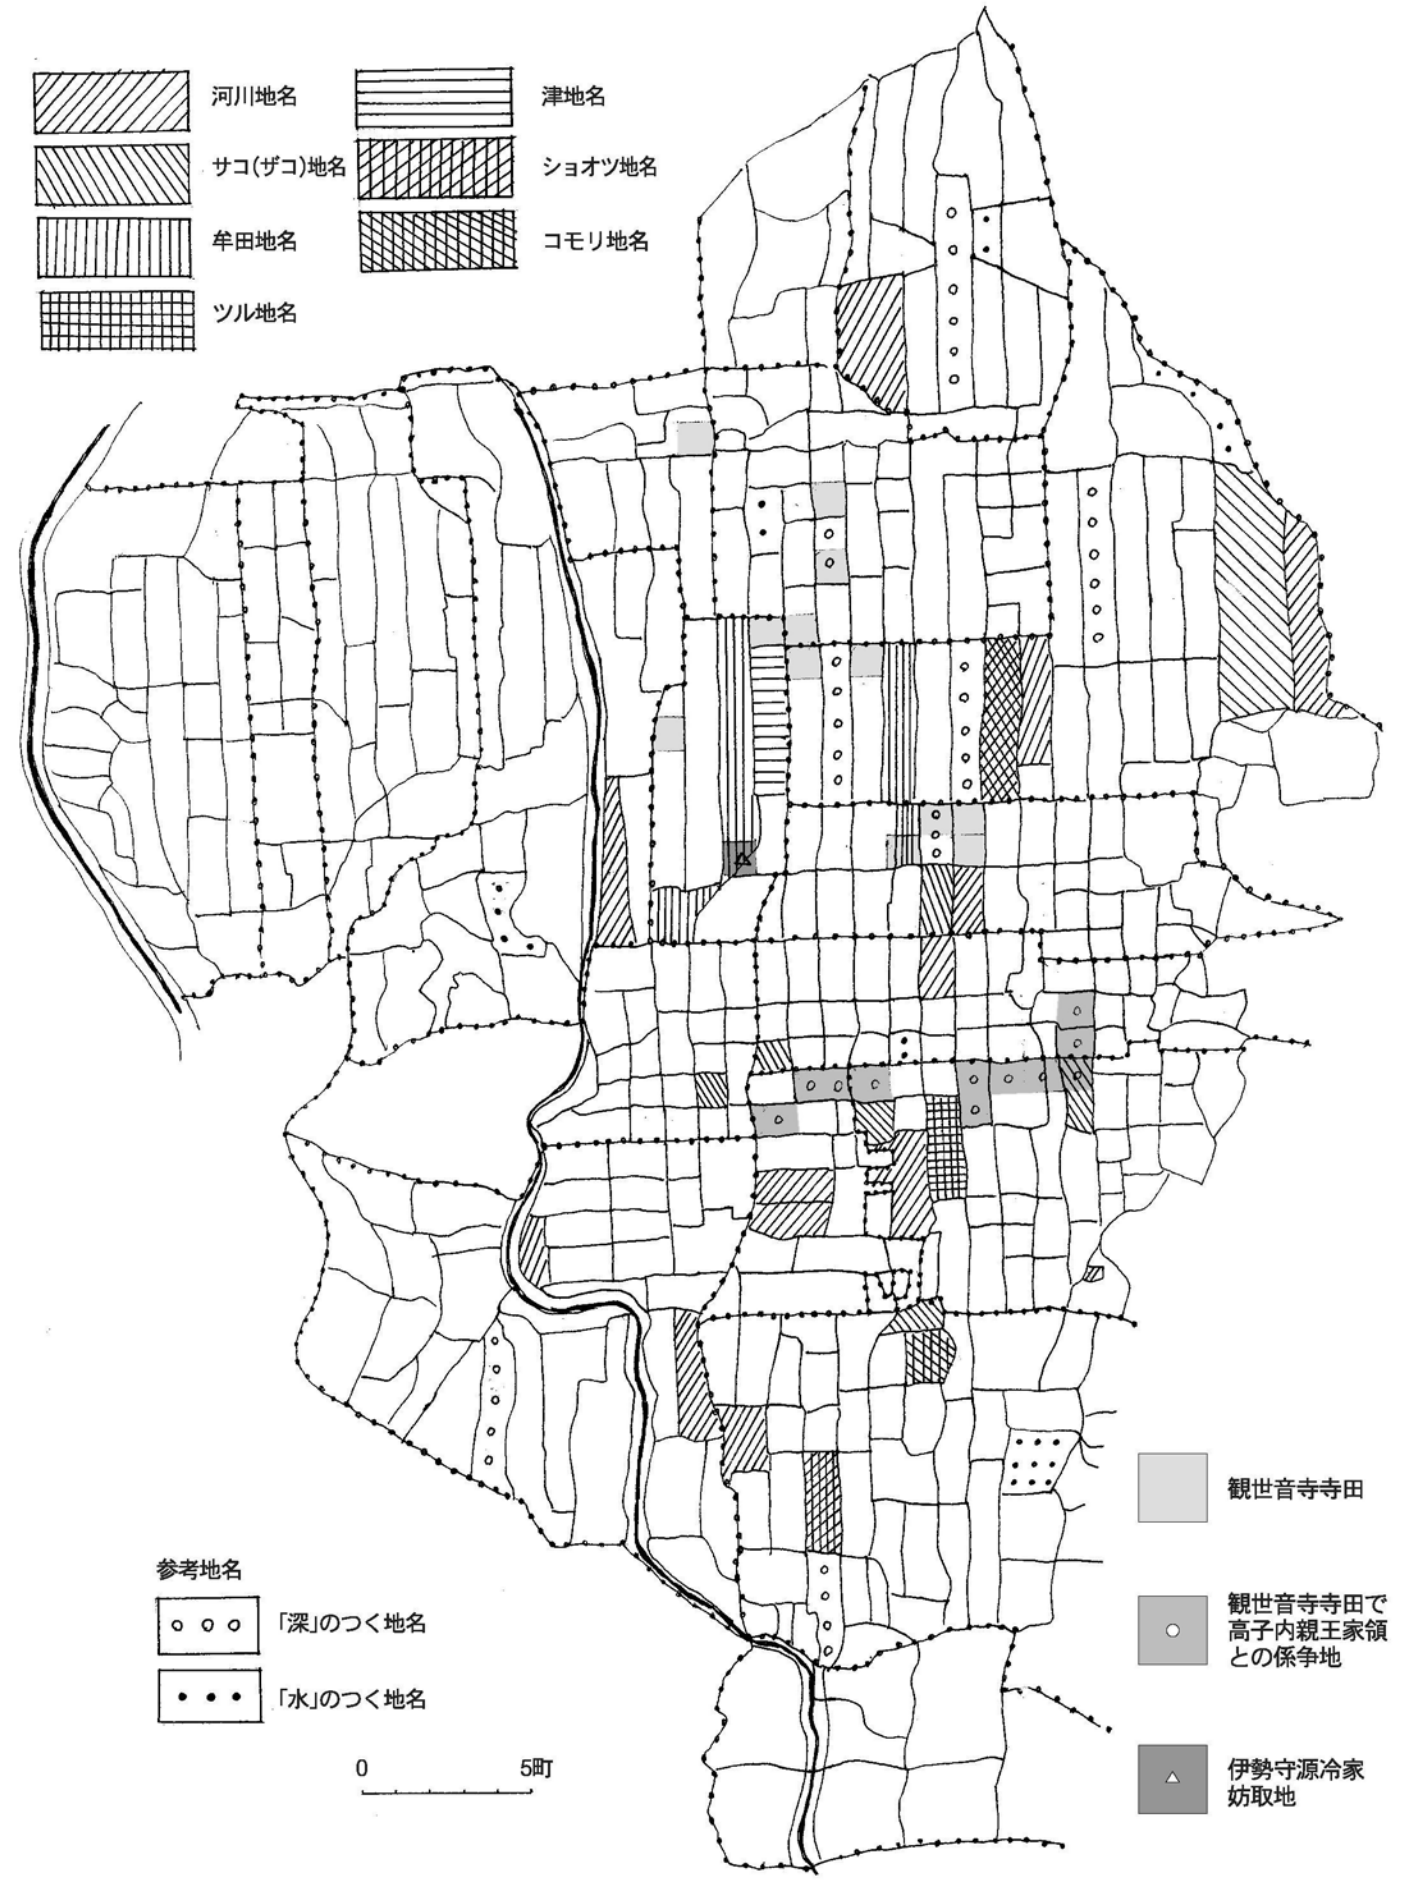 河川地名
サコ(ザコ)地名
牟田地名
ツル地名
津地名
ショオツ地名
コモリ地名
観世音寺寺田
観世音寺寺田で
高子内親王家領
との係争地
伊勢守源冷家
妨取地
参考地名
「深」のつく地名
「水」のつく地名
0 5町